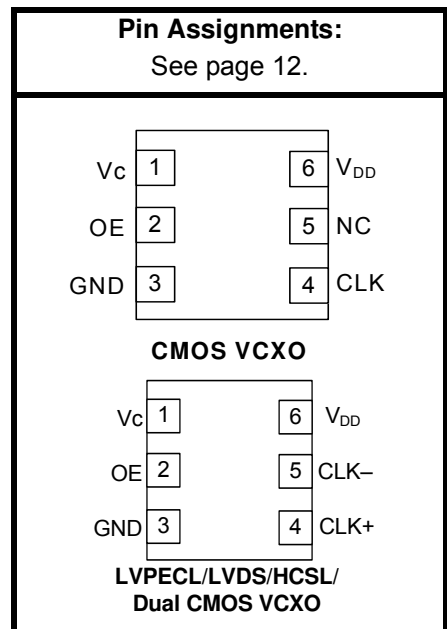 Pin Assignments:
See page 12.
Vc 1 6 VDD
OE 2 5 NC
GND 3 4 CLK
CMOS VCXO
Vc 1 6 VDD
OE 2 5 CLK–
GND 3 4 CLK+
LVPECL/LVDS/HCSL/
Dual CMOS VCXO